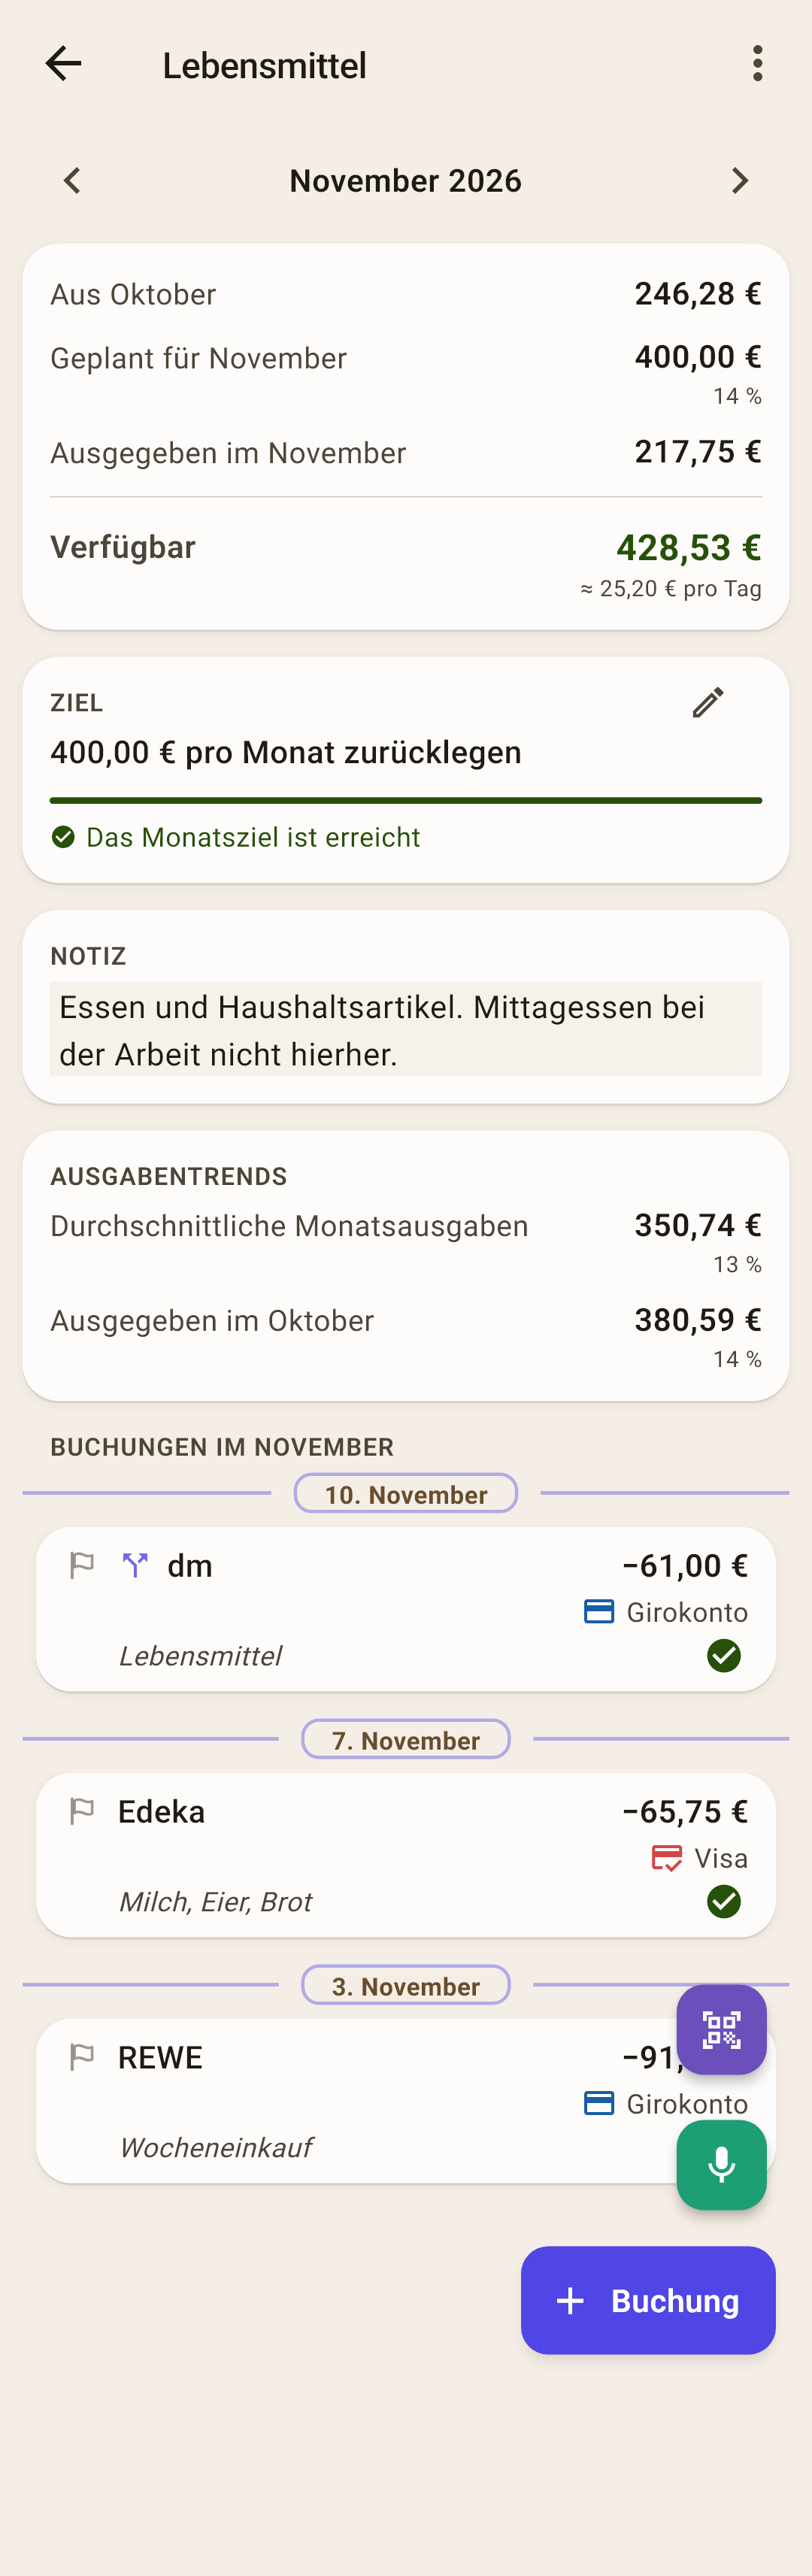 Lebensmittel
November 2026
Aus Oktober 246,28 €
Geplant für November 400,00 €
14 %
Ausgegeben im November 217,75 €
Verfügbar 428,53 €
≈ 25,20 € pro Tag
ZIEL
400,00 € pro Monat zurücklegen
Das Monatsziel ist erreicht
NOTIZ
Essen und Haushaltsartikel. Mittagessen bei
der Arbeit nicht hierher.
AUSGABENTRENDS
Durchschnittliche Monatsausgaben 350,74 €
13 %
Ausgegeben im Oktober 380,59 €
14 %
BUCHUNGEN IM NOVEMBER
10. November
dm −61,00 €
Girokonto
Lebensmittel
7. November
Edeka −65,75 €
Visa
Milch, Eier, Brot
3. November
REWE −91,
Girokonto
Wocheneinkauf
+ Buchung